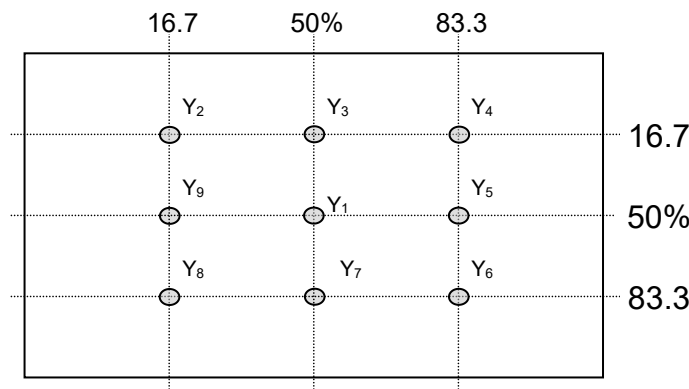 16.7 50% 83.3
Y₂ Y₃ Y₄
16.7
Y₉ Y₁ Y₅
50%
Y₈ Y₇ Y₆
83.3